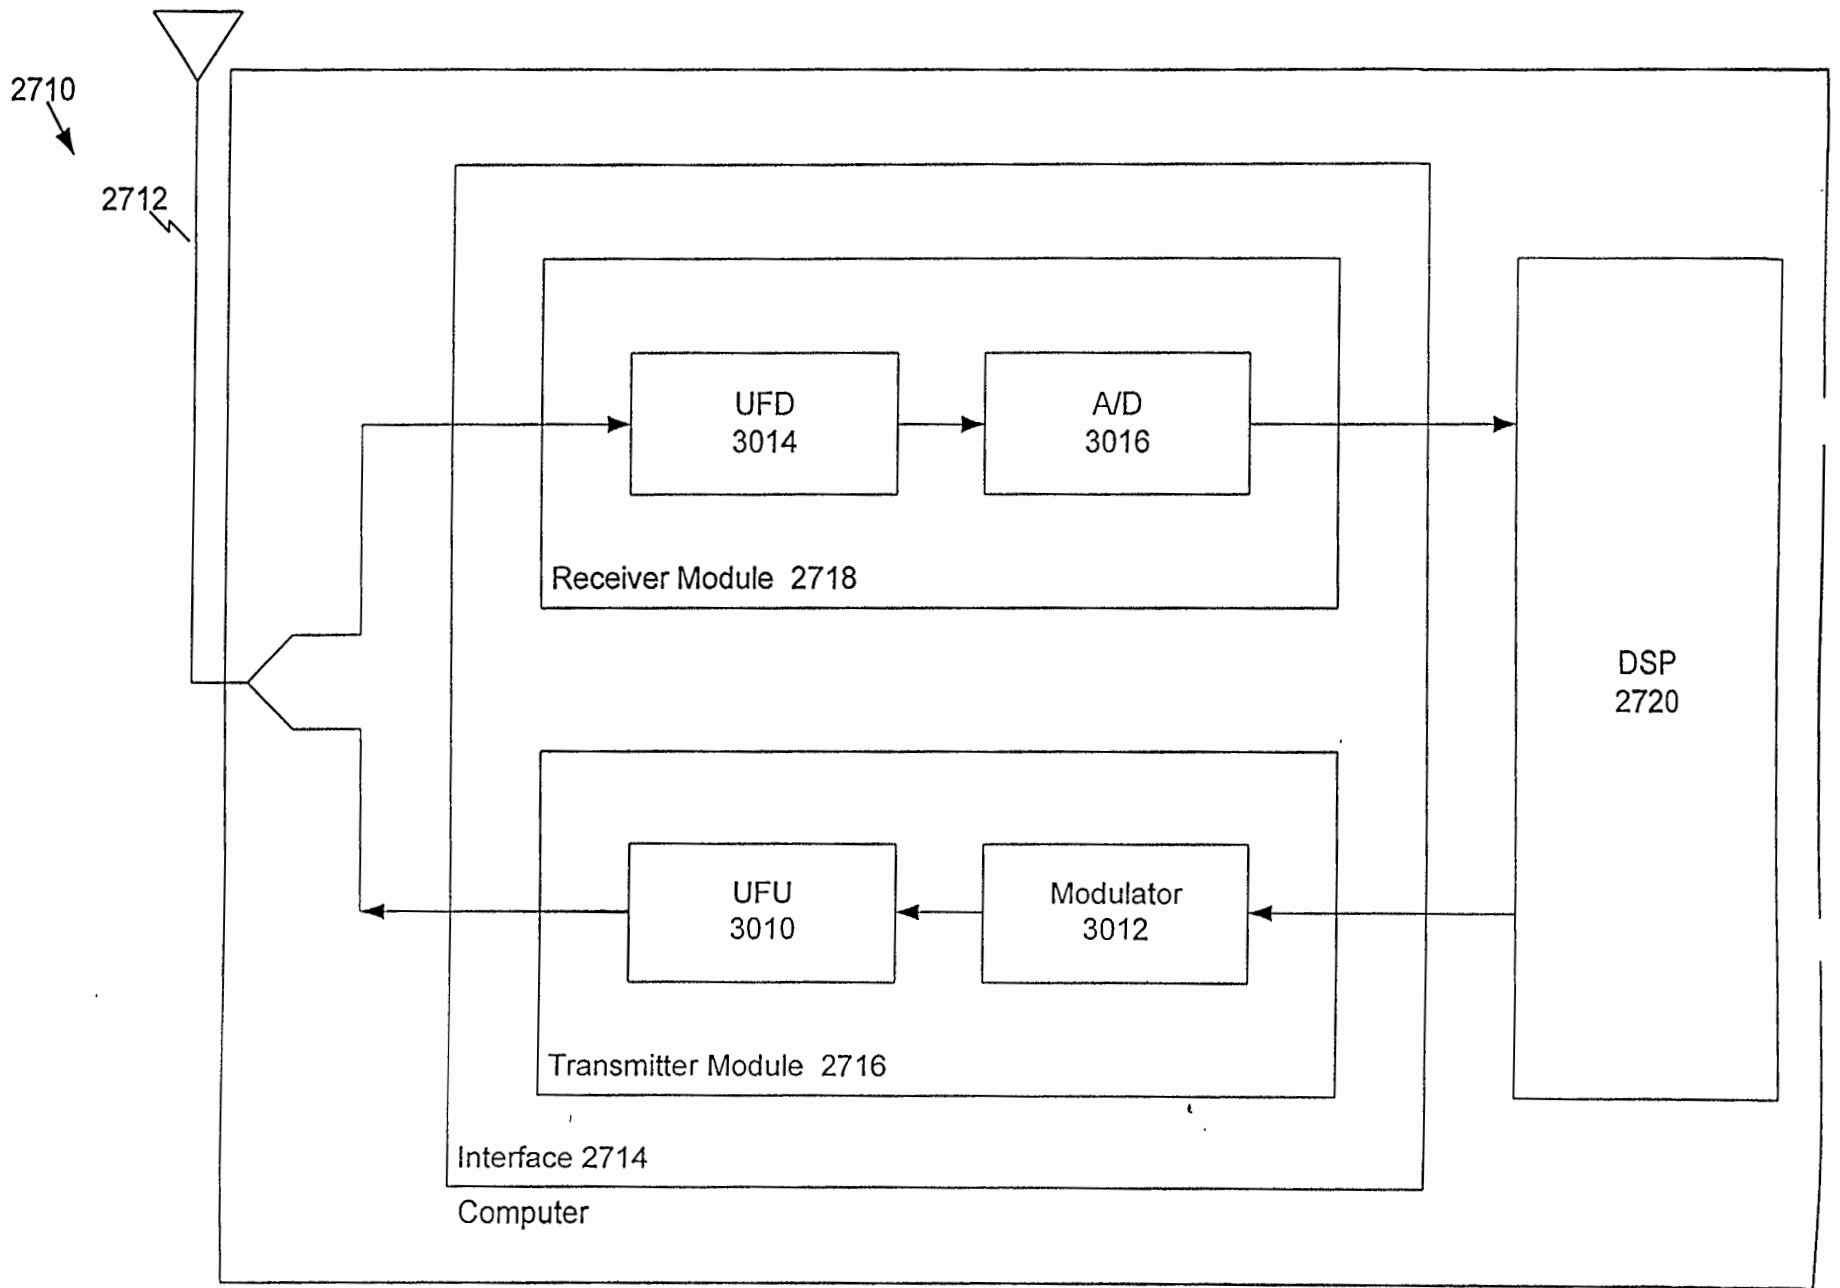 2710
2712
UFD
3014
A/D
3016
Receiver Module 2718
DSP
2720
UFU
3010
Modulator
3012
Transmitter Module 2716
Interface 2714
Computer